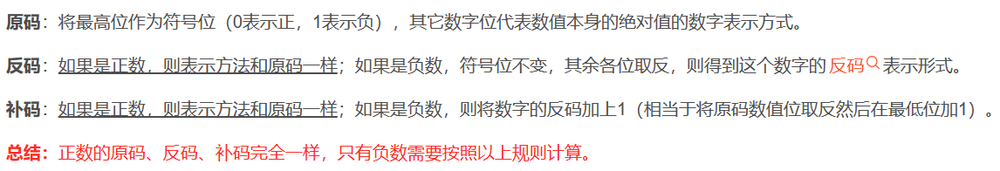 原码：将最高位作为符号位（0表示正，1表示负），其它数字位代表数值本身的绝对值的数字表示方式。
反码：如果是正数，则表示方法和原码一样；如果是负数，符号位不变，其余各位取反，则得到这个数字的反码表示形式。
补码：如果是正数，则表示方法和原码一样；如果是负数，则将数字的反码加上1（相当于将原码数值位取反然后在最低位加1）。
总结：正数的原码、反码、补码完全一样，只有负数需要按照以上规则计算。